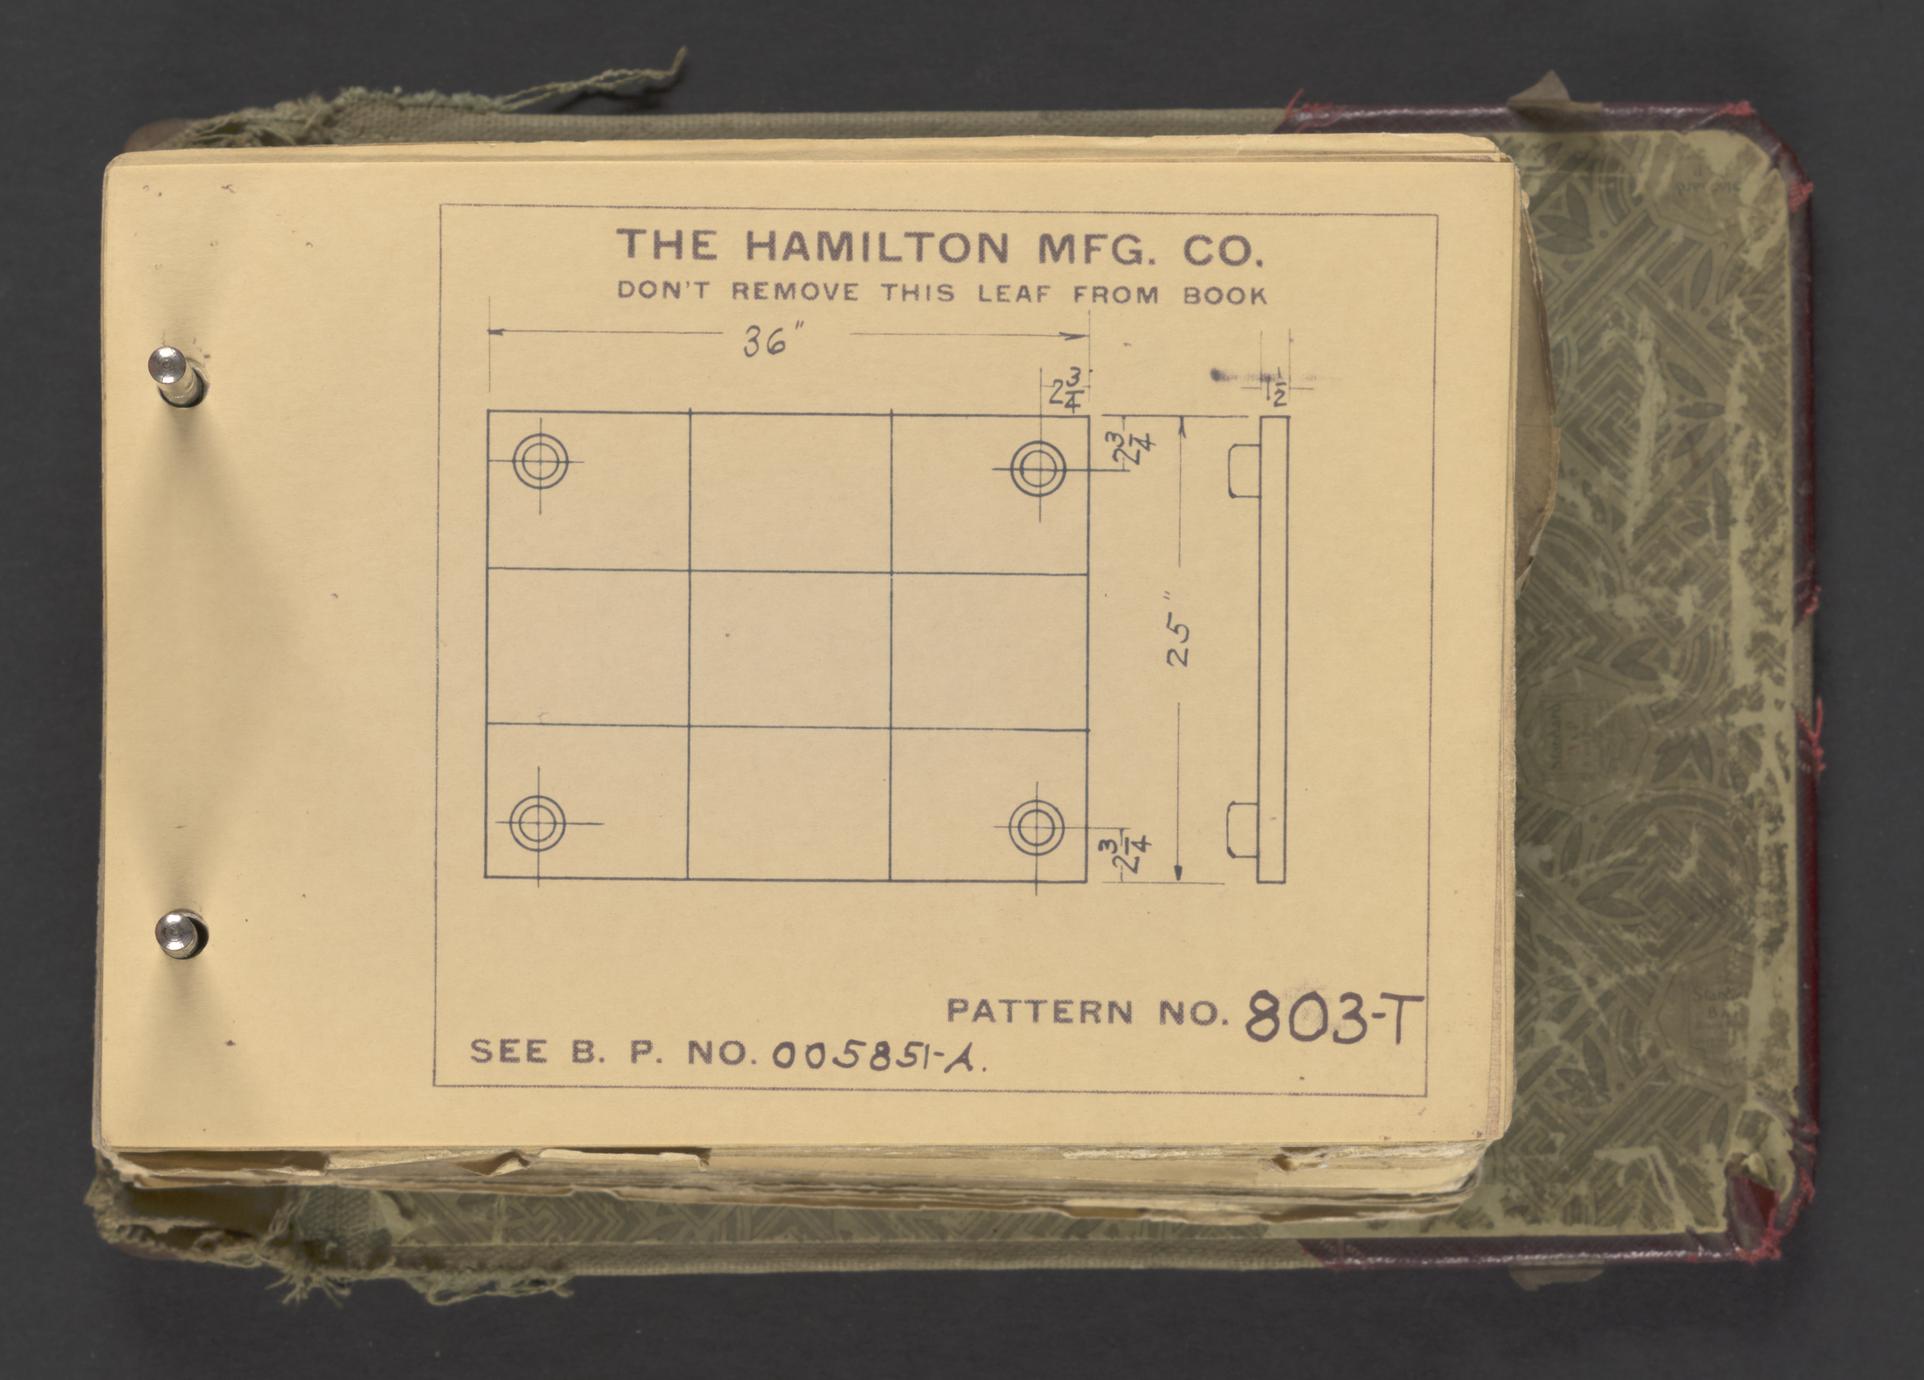 THE HAMILTON MFG. CO.
DON'T REMOVE THIS LEAF FROM BOOK
36"
2 3/4
1 1/2
2 3/4
25"
2 3/4
PATTERN NO. 803-T
SEE B. P. NO. 005851-A.